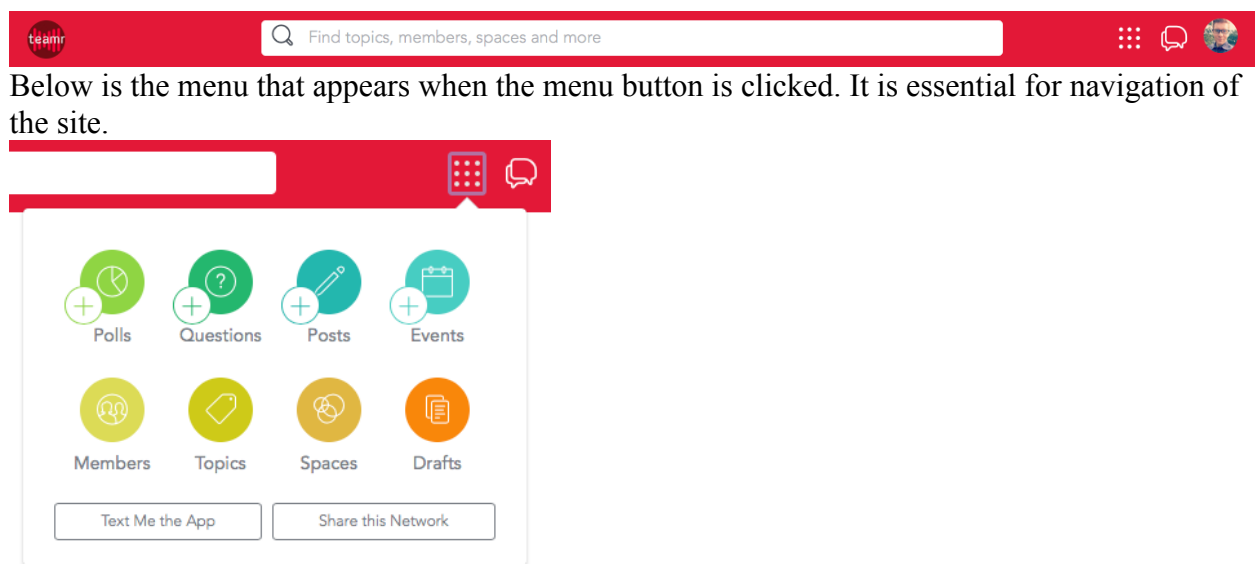 teamr
Find topics, members, spaces and more
Below is the menu that appears when the menu button is clicked. It is essential for navigation of
the site.
Polls Questions Posts Events
Members Topics Spaces Drafts
Text Me the App Share this Network